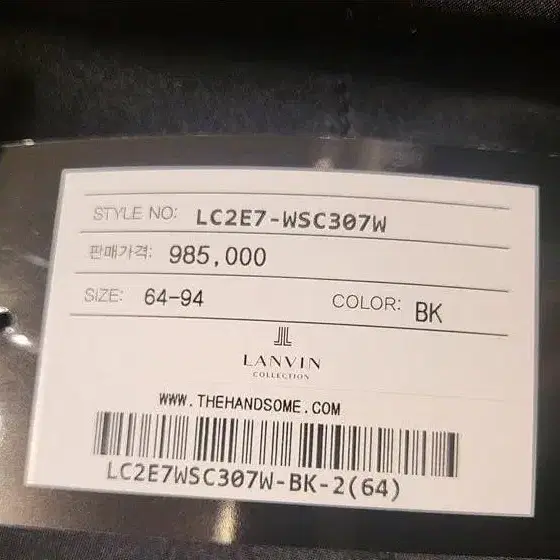 STYLE NO: LC2E7-WSC307W
판매가격: 985,000
SIZE: 64-94 COLOR: BK
LANVIN
COLLECTION
WWW.THEHANDSOME.COM
LC2E7WSC307W-BK-2(64)